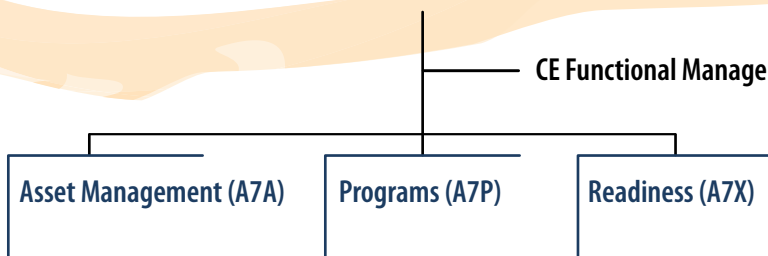 CE Functional Manage
Asset Management (A7A)
Programs (A7P)
Readiness (A7X)